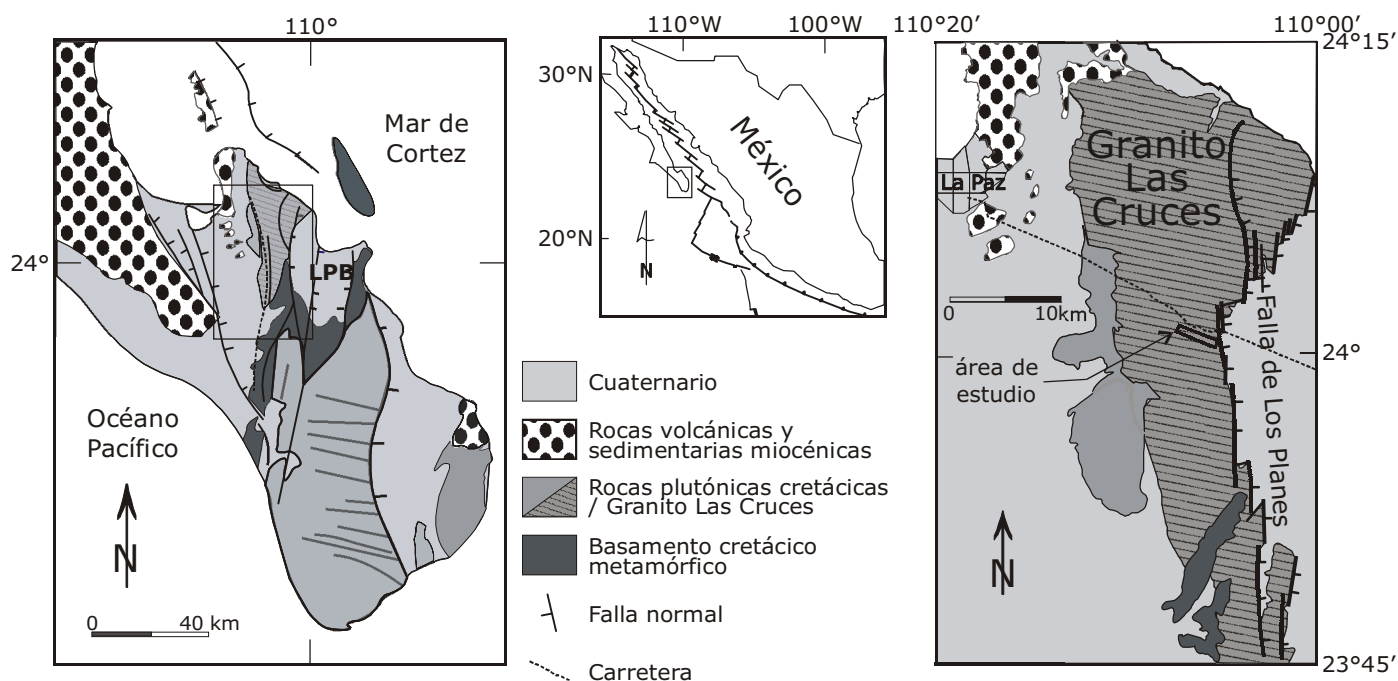 110°
Mar de
Cortez
24°
LPB
Océano
Pacífico
N
0 40 km
110°W 100°W
30°N
20°N
México
N
Cuaternario
Rocas volcánicas y
sedimentarias miocénicas
Rocas plutónicas cretácicas
/ Granito Las Cruces
Basamento cretácico
metamórfico
Falla normal
Carretera
110°20′ 110°00′
24°15′
Granito
Las
Cruces
La Paz
0 10km
Falla de Los Planes
24°
área de
estudio
N
23°45′